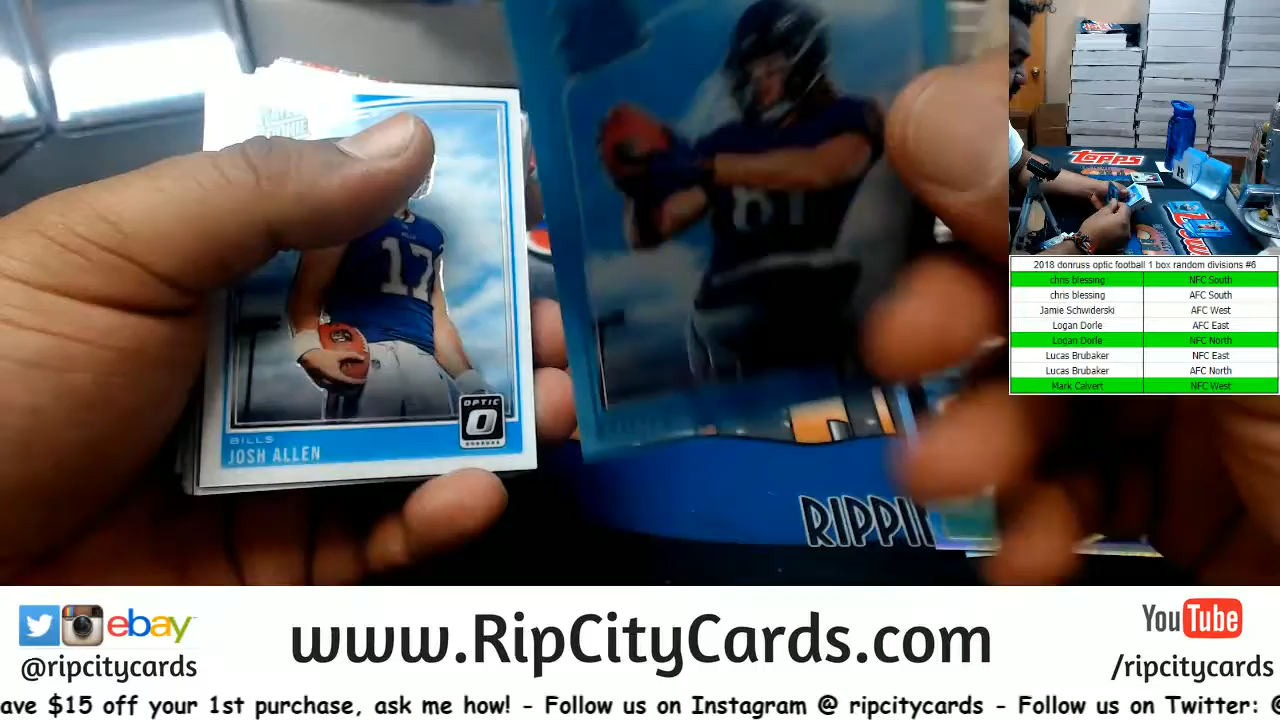 17
BILLS
JOSH ALLEN
OPTIC
81
TOPPS
2018 donruss optic football 1 box random divisions #6
chris blessing NFC South
chris blessing AFC South
Jamie Schwiderski AFC West
Logan Dorle AFC East
Logan Dorle NFC North
Lucas Brubaker NFC East
Lucas Brubaker AFC North
Mark Calvert NFC West
ebay
@ripcitycards
www.RipCityCards.com
YouTube
/ripcitycards
ave $15 off your 1st purchase, ask me how! - Follow us on Instagram @ ripcitycards - Follow us on Twitter: @